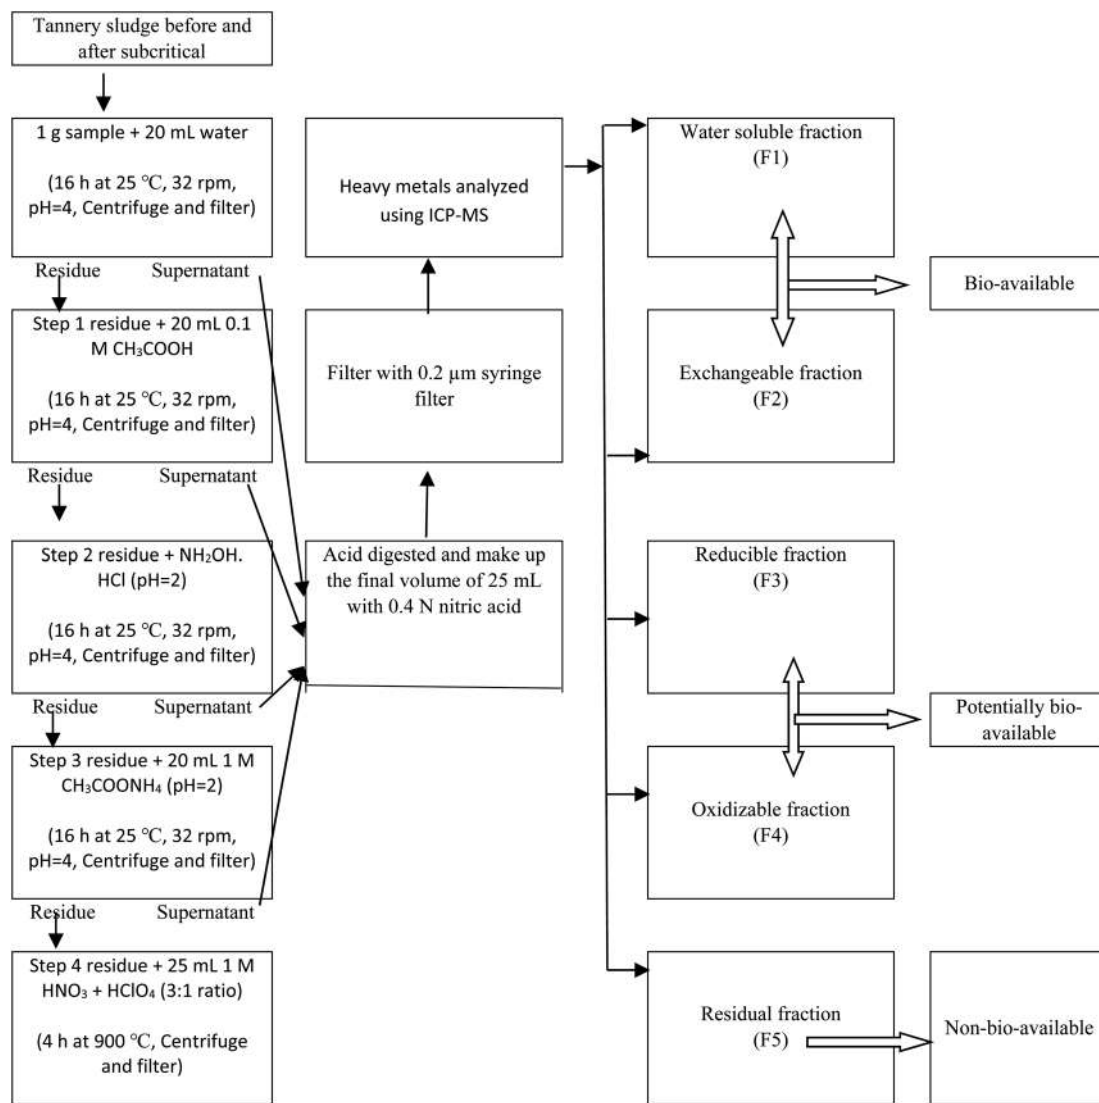 Tannery sludge before and
after subcritical
1 g sample + 20 mL water
(16 h at 25 ℃, 32 rpm,
pH=4, Centrifuge and filter)
Residue
Supernatant
Step 1 residue + 20 mL 0.1
M CH₃COOH
(16 h at 25 ℃, 32 rpm,
pH=4, Centrifuge and filter)
Residue
Supernatant
Step 2 residue + NH₂OH.
HCl (pH=2)
(16 h at 25 ℃, 32 rpm,
pH=4, Centrifuge and filter)
Residue
Supernatant
Step 3 residue + 20 mL 1 M
CH₃COONH₄ (pH=2)
(16 h at 25 ℃, 32 rpm,
pH=4, Centrifuge and filter)
Residue
Supernatant
Step 4 residue + 25 mL 1 M
HNO₃ + HClO₄ (3:1 ratio)
(4 h at 900 ℃, Centrifuge
and filter)
Heavy metals analyzed
using ICP-MS
Filter with 0.2 µm syringe
filter
Acid digested and make up
the final volume of 25 mL
with 0.4 N nitric acid
Water soluble fraction
(F1)
Exchangeable fraction
(F2)
Reducible fraction
(F3)
Oxidizable fraction
(F4)
Residual fraction
(F5)
Bio-available
Potentially bio-
available
Non-bio-available